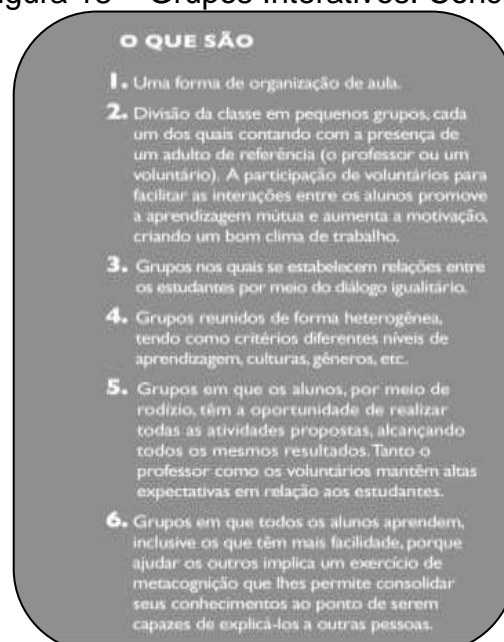 Grupos Interativos:
O QUE SÃO
1. Uma forma de organização de aula.
2. Divisão da classe em pequenos grupos, cada
um dos quais contando com a presença de
um adulto de referência (o professor ou um
voluntário). A participação de voluntários para
facilitar as interações entre os alunos promove
a aprendizagem mútua e aumenta a motivação,
criando um bom clima de trabalho.
3. Grupos nos quais se estabelecem relações entre
os estudantes por meio do diálogo igualitário.
4. Grupos reunidos de forma heterogênea,
tendo como critérios diferentes níveis de
aprendizagem, culturas, gêneros, etc.
5. Grupos em que os alunos, por meio de
rodízio, têm a oportunidade de realizar
todas as atividades propostas, alcançando
todos os mesmos resultados. Tanto o
professor como os voluntários mantêm altas
expectativas em relação aos estudantes.
6. Grupos em que todos os alunos aprendem,
inclusive os que têm mais facilidade, porque
ajudar os outros implica um exercício de
metacognição que lhes permite consolidar
seus conhecimentos ao ponto de serem
capazes de explicá-los a outras pessoas.